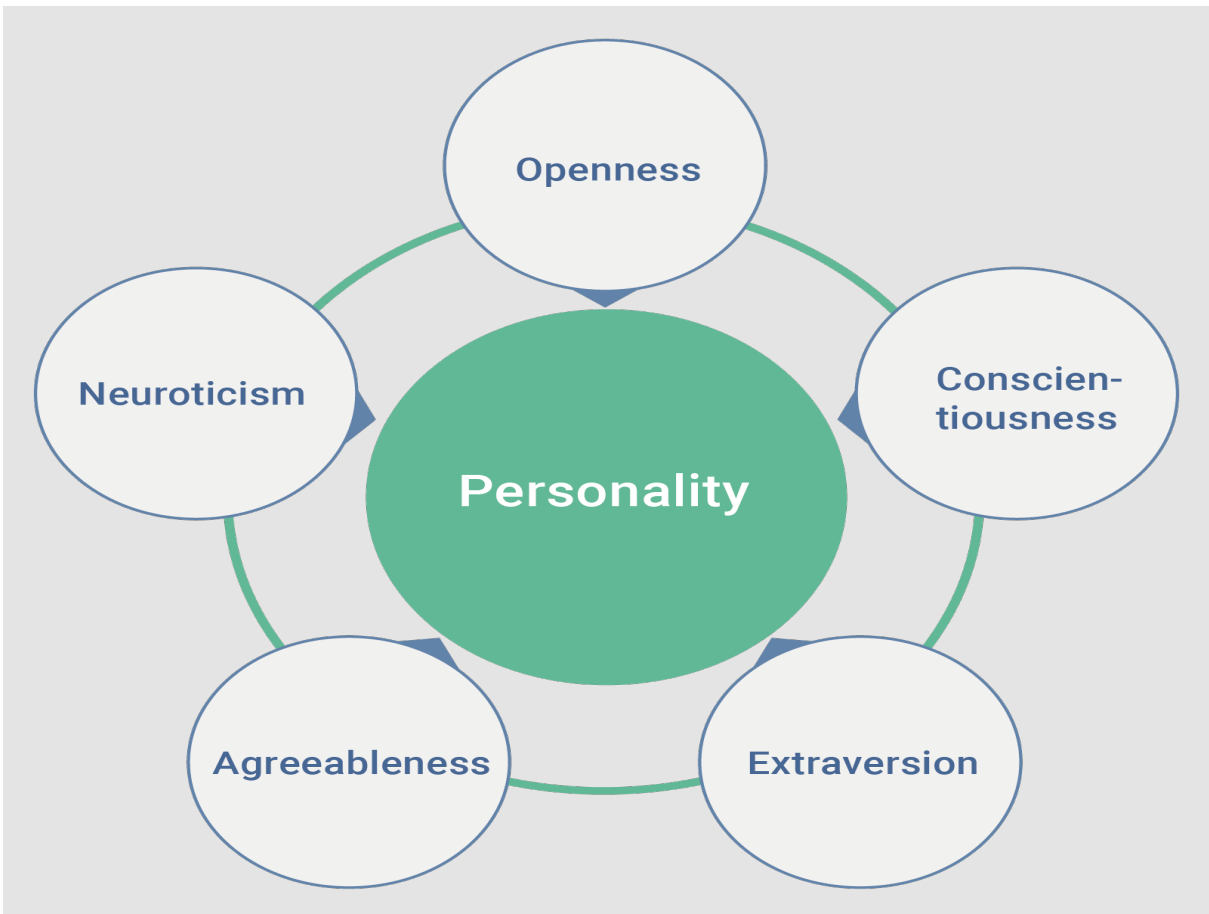 Openness
Neuroticism
Conscien-
tiousness
Personality
Agreeableness
Extraversion